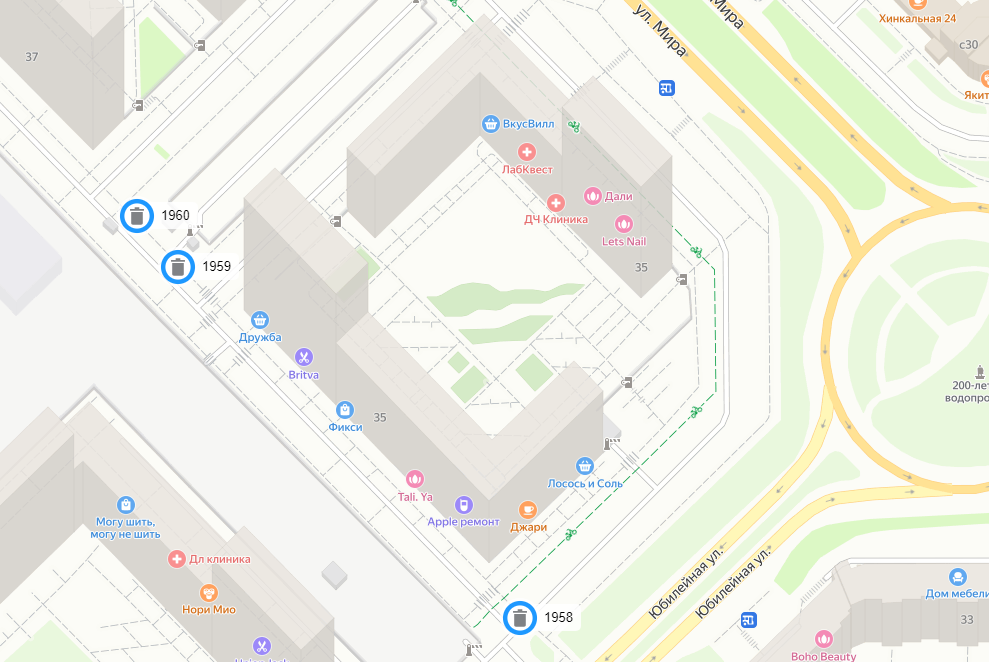 Мира
Хинкальная 24
ул. Мира
с30
37
Якит
ВкусВилл
ЛабКвест
Дали
ДЧ Клиника
1960
Lets Nail
1959
35
Дружба
Britva
200-лет
водопро
35
Фикси
Лосось и Соль
Tali. Ya
Могу шить,
могу не шить
Apple ремонт
Джари
Дл клиника
Юбилейная ул.
Юбилейная ул.
Дом мебели
Нори Мио
1958
33
Boho Beauty